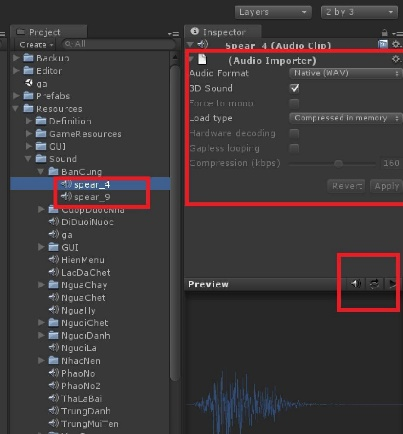 Layers
2 by 3
Project
Create
All
Backup
Editor
ga
Prefabs
Resources
Definition
GameResources
GUI
Sound
BanCung
spear_4
spear_9
CuopDuocNha
DiDuoiNuoc
ga
GUI
HienMenu
LacDaChet
NguaChay
NguaChet
NguaHy
NguoiChet
NguoiDanh
NguoiLa
NhacNen
PhaoNo
PhaoNo2
ThaLaBai
TrungDanh
TrungMuiTen
Inspector
Spear_4 (Audio Clip)
(Audio Importer)
Audio Format
Native (WAV)
3D Sound
Force to mono
Load type
Compressed in memory
Hardware decoding
Gapless looping
Compression (kbps)
160
Revert
Apply
Preview